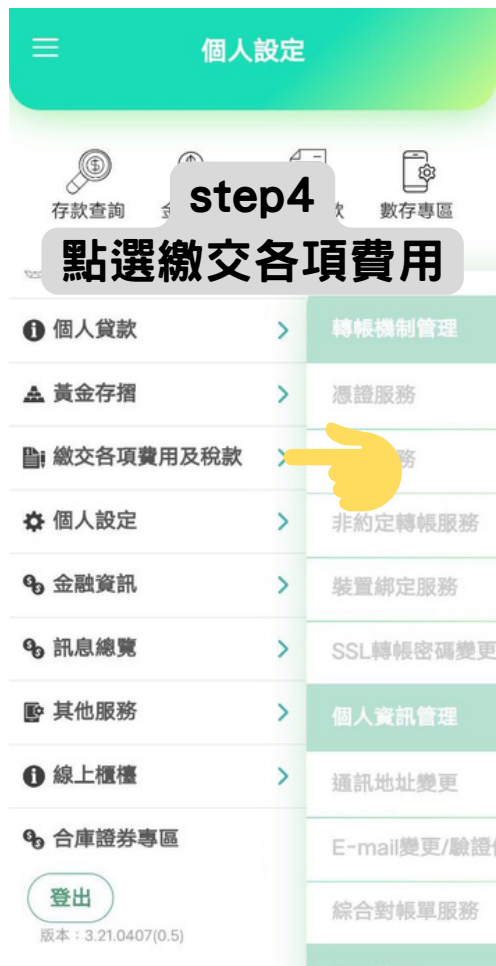 個人設定
存款查詢
數存專區
step4
點選繳交各項費用
個人貸款
黃金存摺
繳交各項費用及稅款
個人設定
金融資訊
訊息總覽
其他服務
線上櫃檯
合庫證券專區
登出
版本：3.21.0407(0.5)
轉帳機制管理
憑證服務
務
非約定轉帳服務
裝置綁定服務
SSL轉帳密碼變更
個人資訊管理
通訊地址變更
E-mail變更/驗證
綜合對帳單服務